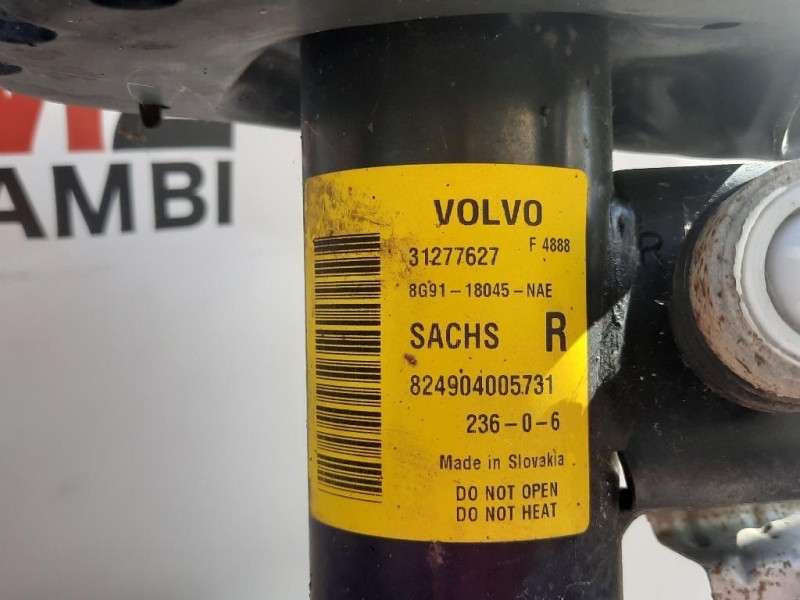 AMBI
VOLVO
31277627 F 4888
8G91-18045-NAE
SACHS R
824904005731
236-0-6
Made in Slovakia
DO NOT OPEN
DO NOT HEAT
R